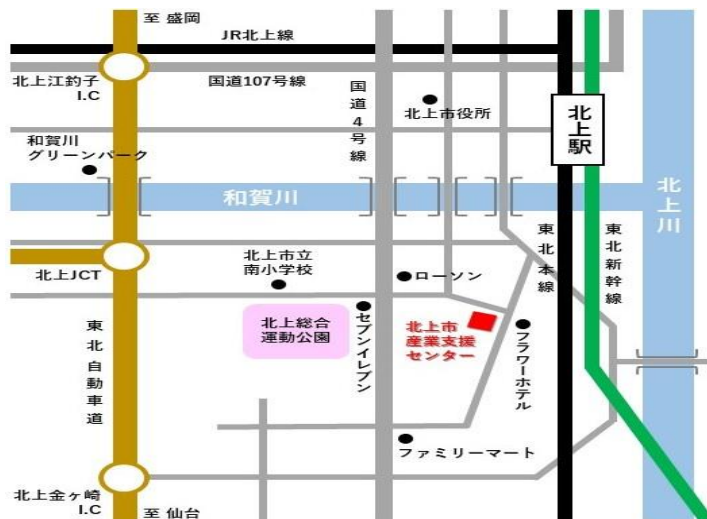 至 盛岡
JR北上線
北上江釣子
I.C
国道107号線
国道4号線
北上市役所
北上駅
和賀川
グリーンパーク
和賀川
北上川
北上JCT
北上市立
南小学校
ローソン
東北本線
東北新幹線
北上総合
運動公園
セブンイレブン
北上市
産業支援
センター
フラワーホテル
東北自動車道
ファミリーマート
北上金ヶ崎
I.C
至 仙台